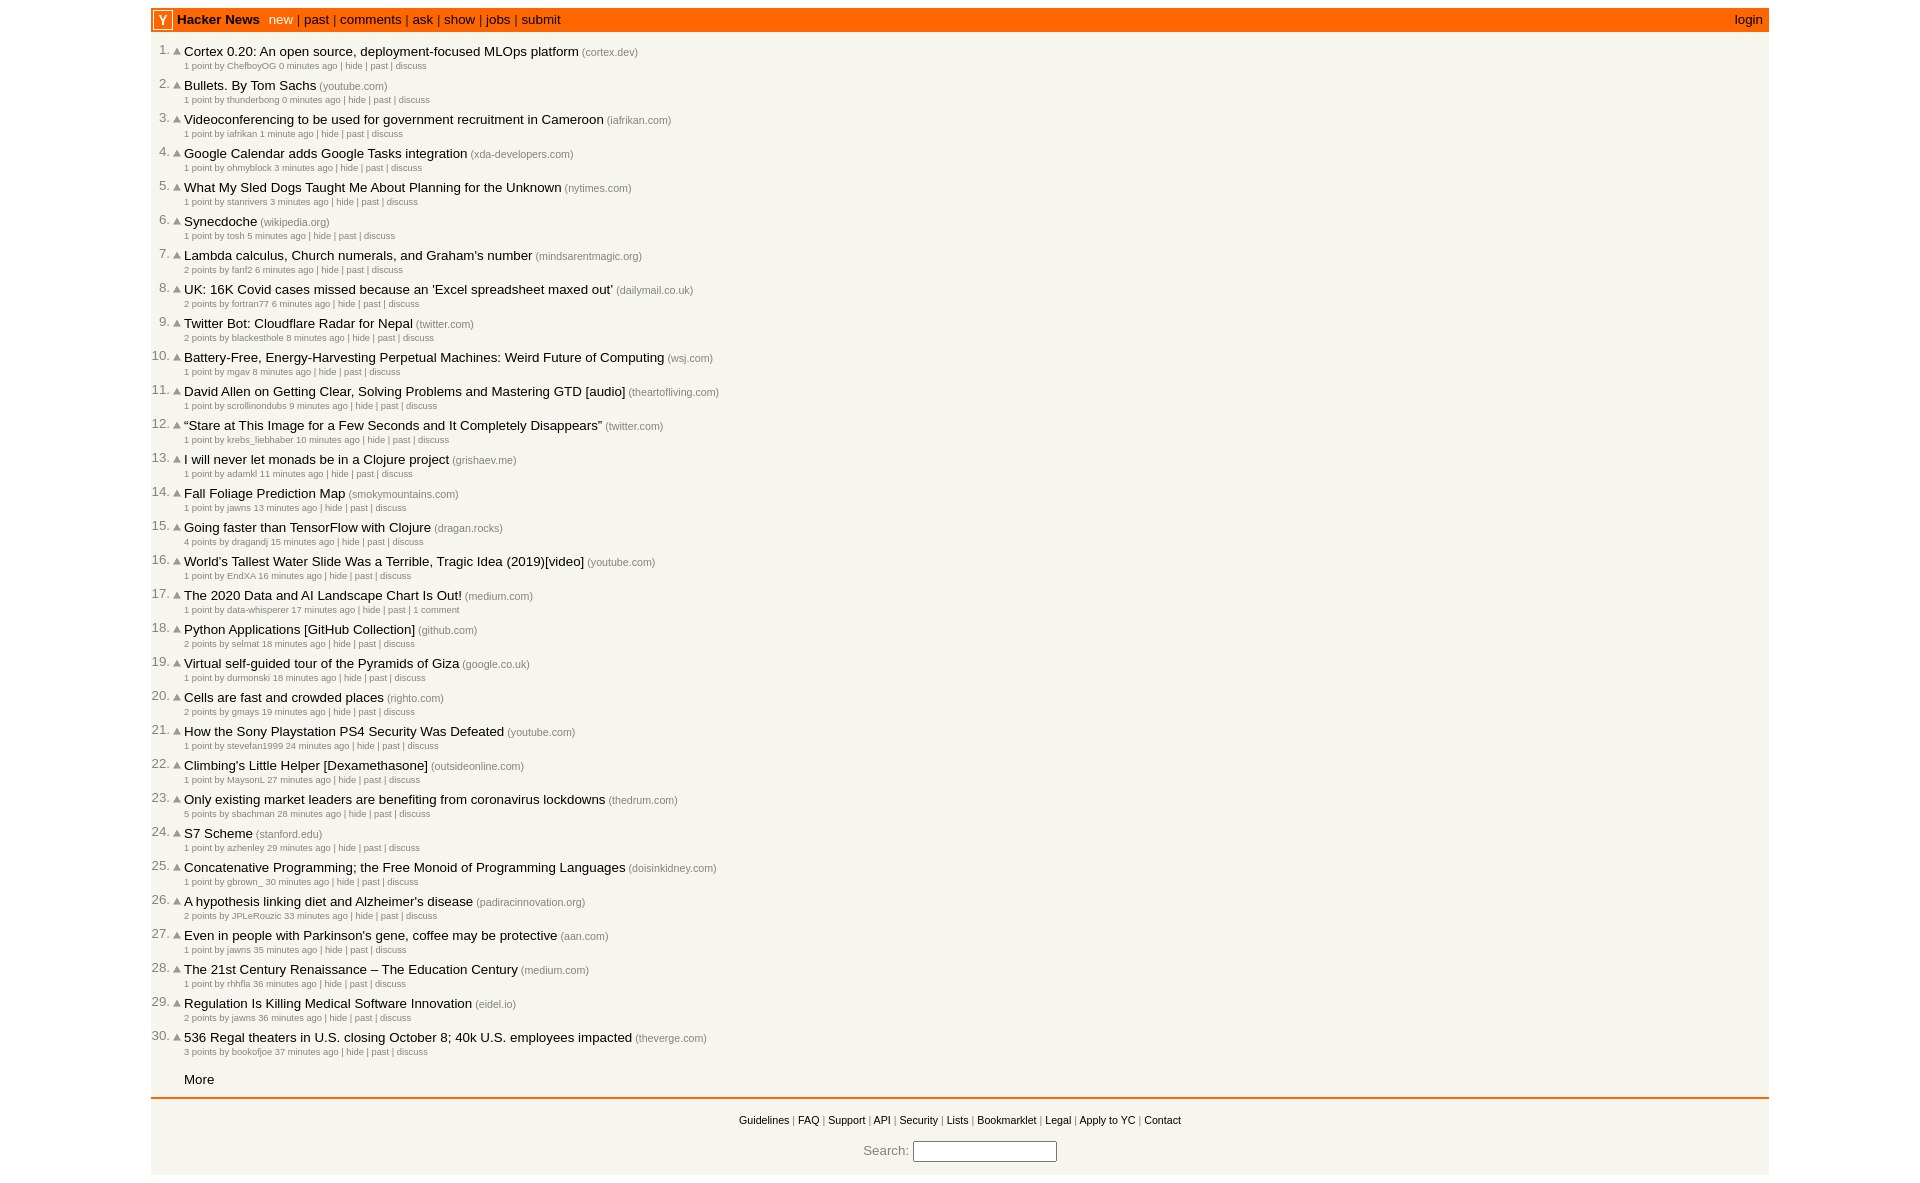 Y Hacker News new | past | comments | ask | show | jobs | submit login
1. Cortex 0.20: An open source, deployment-focused MLOps platform (cortex.dev)
1 point by ChefboyOG 0 minutes ago | hide | past | discuss
2. Bullets. By Tom Sachs (youtube.com)
1 point by thunderbong 0 minutes ago | hide | past | discuss
3. Videoconferencing to be used for government recruitment in Cameroon (iafrikan.com)
1 point by iafrikan 1 minute ago | hide | past | discuss
4. Google Calendar adds Google Tasks integration (xda-developers.com)
1 point by ohmyblock 3 minutes ago | hide | past | discuss
5. What My Sled Dogs Taught Me About Planning for the Unknown (nytimes.com)
1 point by stanrivers 3 minutes ago | hide | past | discuss
6. Synecdoche (wikipedia.org)
1 point by tosh 5 minutes ago | hide | past | discuss
7. Lambda calculus, Church numerals, and Graham's number (mindsarentmagic.org)
2 points by fanf2 6 minutes ago | hide | past | discuss
8. UK: 16K Covid cases missed because an 'Excel spreadsheet maxed out’ (dailymail.co.uk)
2 points by fortran77 6 minutes ago | hide | past | discuss
9. Twitter Bot: Cloudflare Radar for Nepal (twitter.com)
2 points by blackesthole 8 minutes ago | hide | past | discuss
10. Battery-Free, Energy-Harvesting Perpetual Machines: Weird Future of Computing (wsj.com)
1 point by mgav 8 minutes ago | hide | past | discuss
11. David Allen on Getting Clear, Solving Problems and Mastering GTD [audio] (theartofliving.com)
1 point by scrollinondubs 9 minutes ago | hide | past | discuss
12. “Stare at This Image for a Few Seconds and It Completely Disappears” (twitter.com)
1 point by krebs_liebhaber 10 minutes ago | hide | past | discuss
13. I will never let monads be in a Clojure project (grishaev.me)
1 point by adamkl 11 minutes ago | hide | past | discuss
14. Fall Foliage Prediction Map (smokymountains.com)
1 point by jawns 13 minutes ago | hide | past | discuss
15. Going faster than TensorFlow with Clojure (dragan.rocks)
4 points by dragandj 15 minutes ago | hide | past | discuss
16. World’s Tallest Water Slide Was a Terrible, Tragic Idea (2019)[video] (youtube.com)
1 point by EndXA 16 minutes ago | hide | past | discuss
17. The 2020 Data and AI Landscape Chart Is Out! (medium.com)
1 point by data-whisperer 17 minutes ago | hide | past | 1 comment
18. Python Applications [GitHub Collection] (github.com)
2 points by selmat 18 minutes ago | hide | past | discuss
19. Virtual self-guided tour of the Pyramids of Giza (google.co.uk)
1 point by durmonski 18 minutes ago | hide | past | discuss
20. Cells are fast and crowded places (righto.com)
2 points by gmays 19 minutes ago | hide | past | discuss
21. How the Sony Playstation PS4 Security Was Defeated (youtube.com)
1 point by stevefan1999 24 minutes ago | hide | past | discuss
22. Climbing's Little Helper [Dexamethasone] (outsideonline.com)
1 point by MaysonL 27 minutes ago | hide | past | discuss
23. Only existing market leaders are benefiting from coronavirus lockdowns (thedrum.com)
5 points by sbachman 28 minutes ago | hide | past | discuss
24. S7 Scheme (stanford.edu)
1 point by azhenley 29 minutes ago | hide | past | discuss
25. Concatenative Programming; the Free Monoid of Programming Languages (doisinkidney.com)
1 point by gbrown_ 30 minutes ago | hide | past | discuss
26. A hypothesis linking diet and Alzheimer's disease (padiracinnovation.org)
2 points by JPLeRouzic 33 minutes ago | hide | past | discuss
27. Even in people with Parkinson's gene, coffee may be protective (aan.com)
1 point by jawns 35 minutes ago | hide | past | discuss
28. The 21st Century Renaissance – The Education Century (medium.com)
1 point by rhhfla 36 minutes ago | hide | past | discuss
29. Regulation Is Killing Medical Software Innovation (eidel.io)
2 points by jawns 36 minutes ago | hide | past | discuss
30. 536 Regal theaters in U.S. closing October 8; 40k U.S. employees impacted (theverge.com)
3 points by bookofjoe 37 minutes ago | hide | past | discuss
More
Guidelines | FAQ | Support | API | Security | Lists | Bookmarklet | Legal | Apply to YC | Contact
Search: